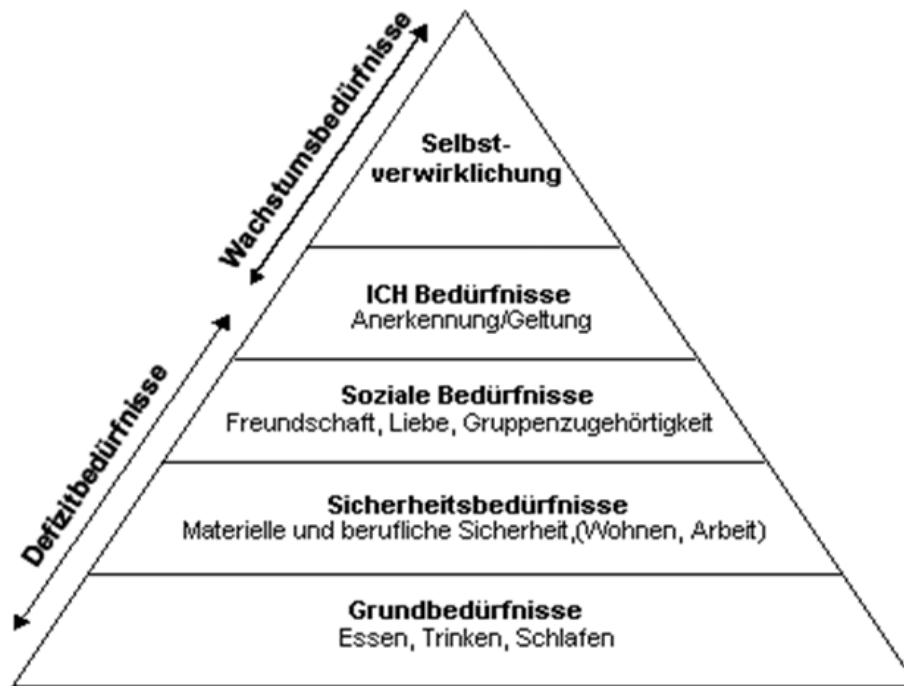 Wachstumsbedürfnisse
Defizitbedürfnisse
Selbst-
verwirklichung
ICH Bedürfnisse
Anerkennung/Geltung
Soziale Bedürfnisse
Freundschaft, Liebe, Gruppenzugehörtigkeit
Sicherheitsbedürfnisse
Materielle und berufliche Sicherheit,(Wohnen, Arbeit)
Grundbedürfnisse
Essen, Trinken, Schlafen